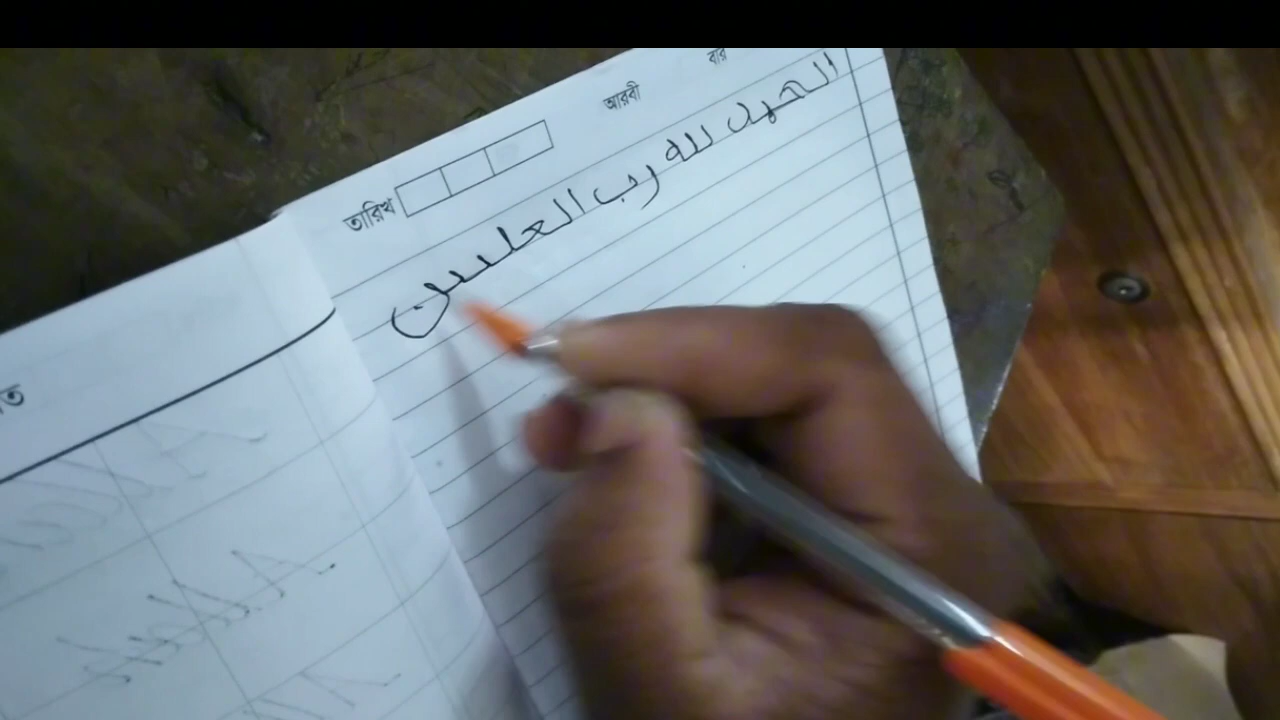 বার
আরবী
তারিখ
الحمد لله رب العلمين